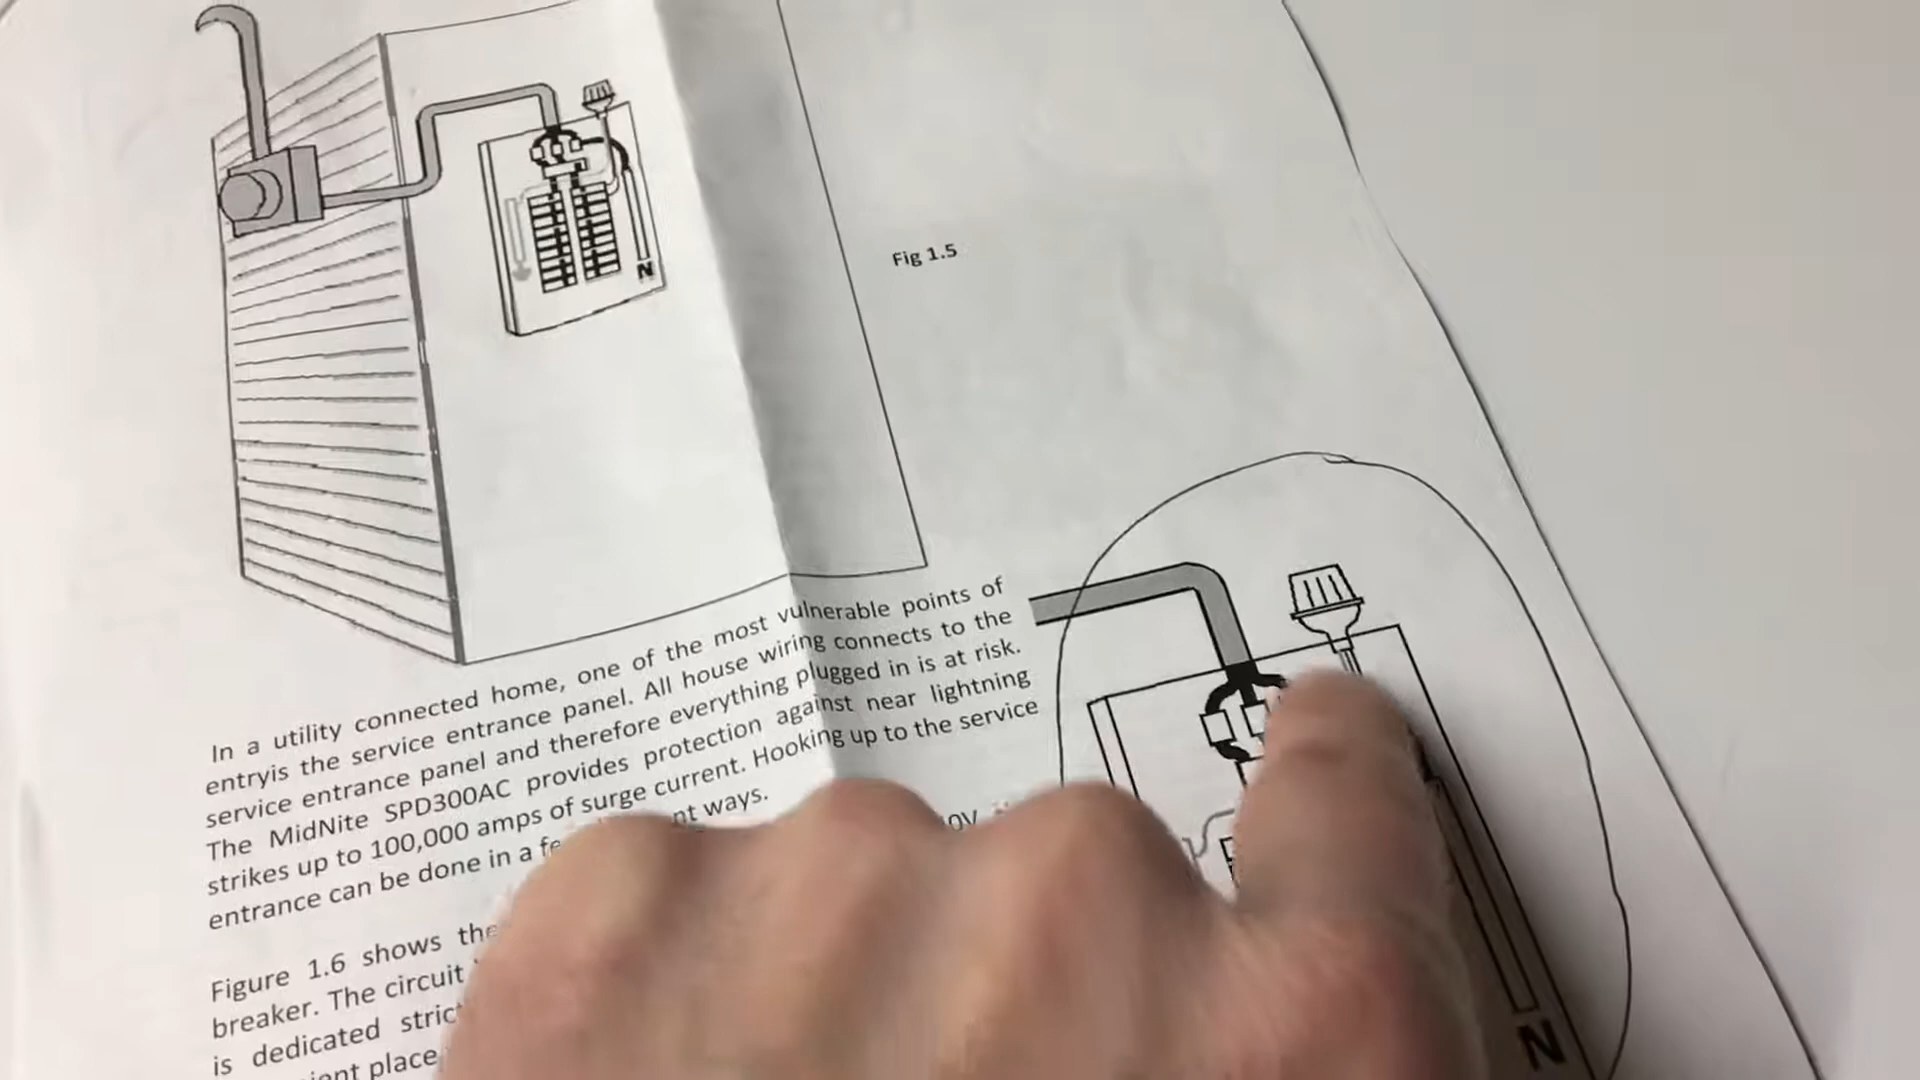 N
Fig 1.5
In a utility connected home, one of the most vulnerable points of
entryis the service entrance panel. All house wiring connects to the
service entrance panel and therefore everything plugged in is at risk.
The MidNite SPD300AC provides protection against near lightning
strikes up to 100,000 amps of surge current. Hooking up to the service
entrance can be done in a ways.
Figure 1.6 shows the
breaker. The circuit
is dedicated
place
N